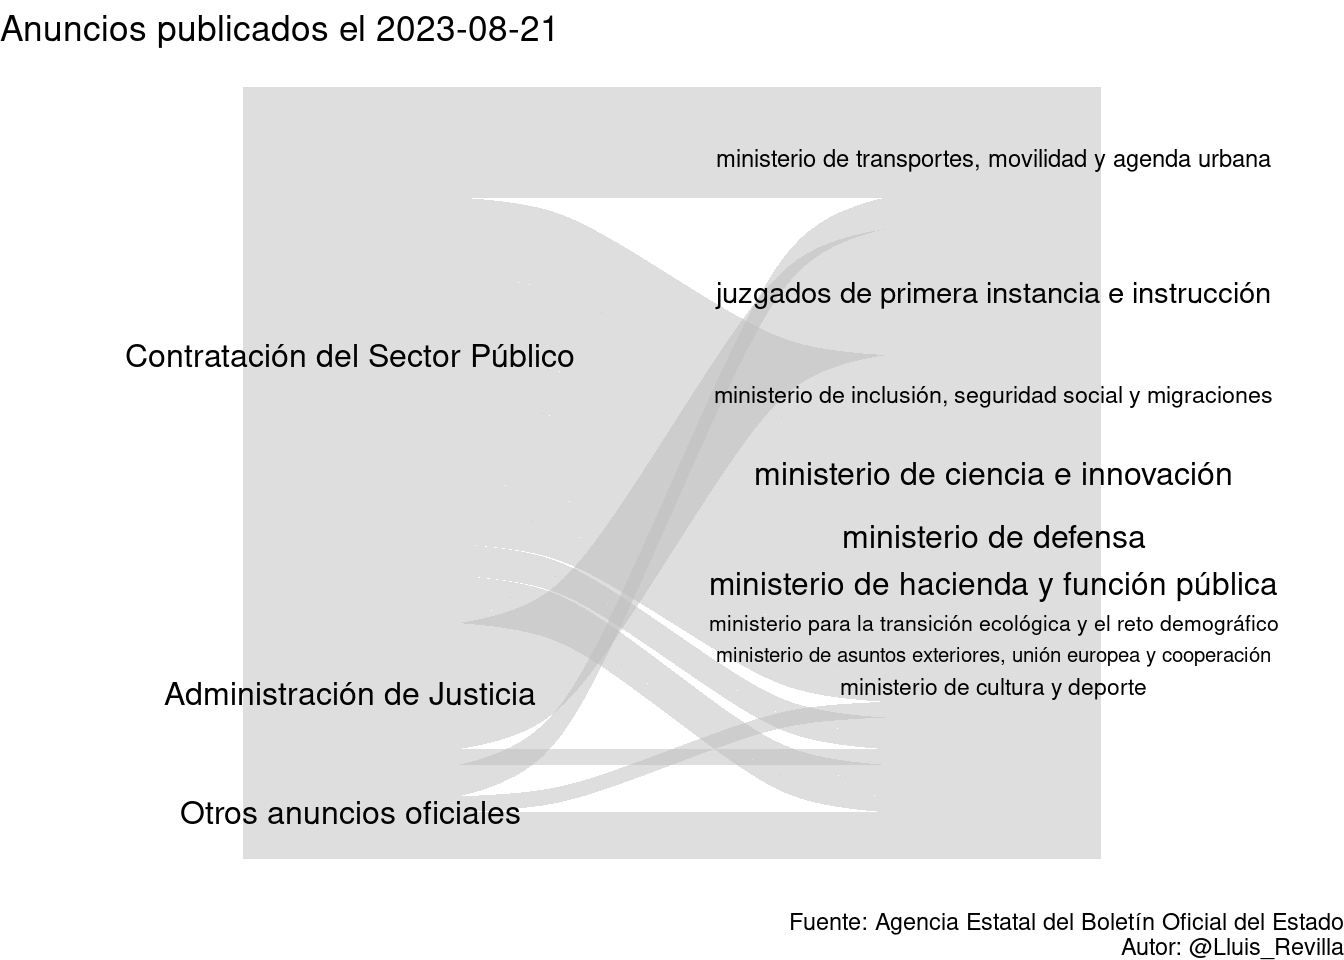 Anuncios publicados el 2023-08-21
ministerio de transportes, movilidad y agenda urbana
juzgados de primera instancia e instrucción
Contratación del Sector Público
ministerio de inclusión, seguridad social y migraciones
ministerio de ciencia e innovación
ministerio de defensa
ministerio de hacienda y función pública
ministerio para la transición ecológica y el reto demográfico
ministerio de asuntos exteriores, unión europea y cooperación
ministerio de cultura y deporte
Administración de Justicia
Otros anuncios oficiales
Fuente: Agencia Estatal del Boletín Oficial del Estado
Autor: @Lluis_Revilla